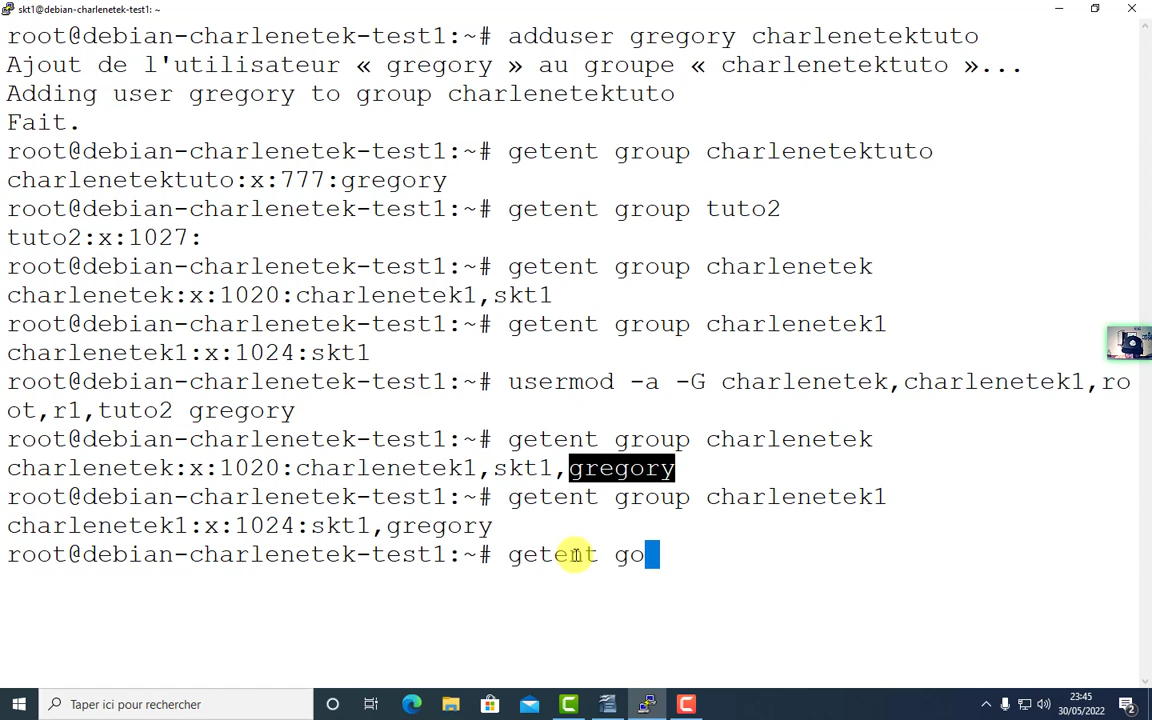 skt1@debian-charlenetek-test1: ~
root@debian-charlenetek-test1:~# adduser gregory charlenetektuto
Ajout de l'utilisateur « gregory » au groupe « charlenetektuto »...
Adding user gregory to group charlenetektuto
Fait.
root@debian-charlenetek-test1:~# getent group charlenetektuto
charlenetektuto:x:777:gregory
root@debian-charlenetek-test1:~# getent group tuto2
tuto2:x:1027:
root@debian-charlenetek-test1:~# getent group charlenetek
charlenetek:x:1020:charlenetek1,skt1
root@debian-charlenetek-test1:~# getent group charlenetek1
charlenetek1:x:1024:skt1
root@debian-charlenetek-test1:~# usermod -a -G charlenetek,charlenetek1,ro
ot,r1,tuto2 gregory
root@debian-charlenetek-test1:~# getent group charlenetek
charlenetek:x:1020:charlenetek1,skt1,gregory
root@debian-charlenetek-test1:~# getent group charlenetek1
charlenetek1:x:1024:skt1,gregory
root@debian-charlenetek-test1:~# getent go
Taper ici pour rechercher
23:45
30/05/2022
2